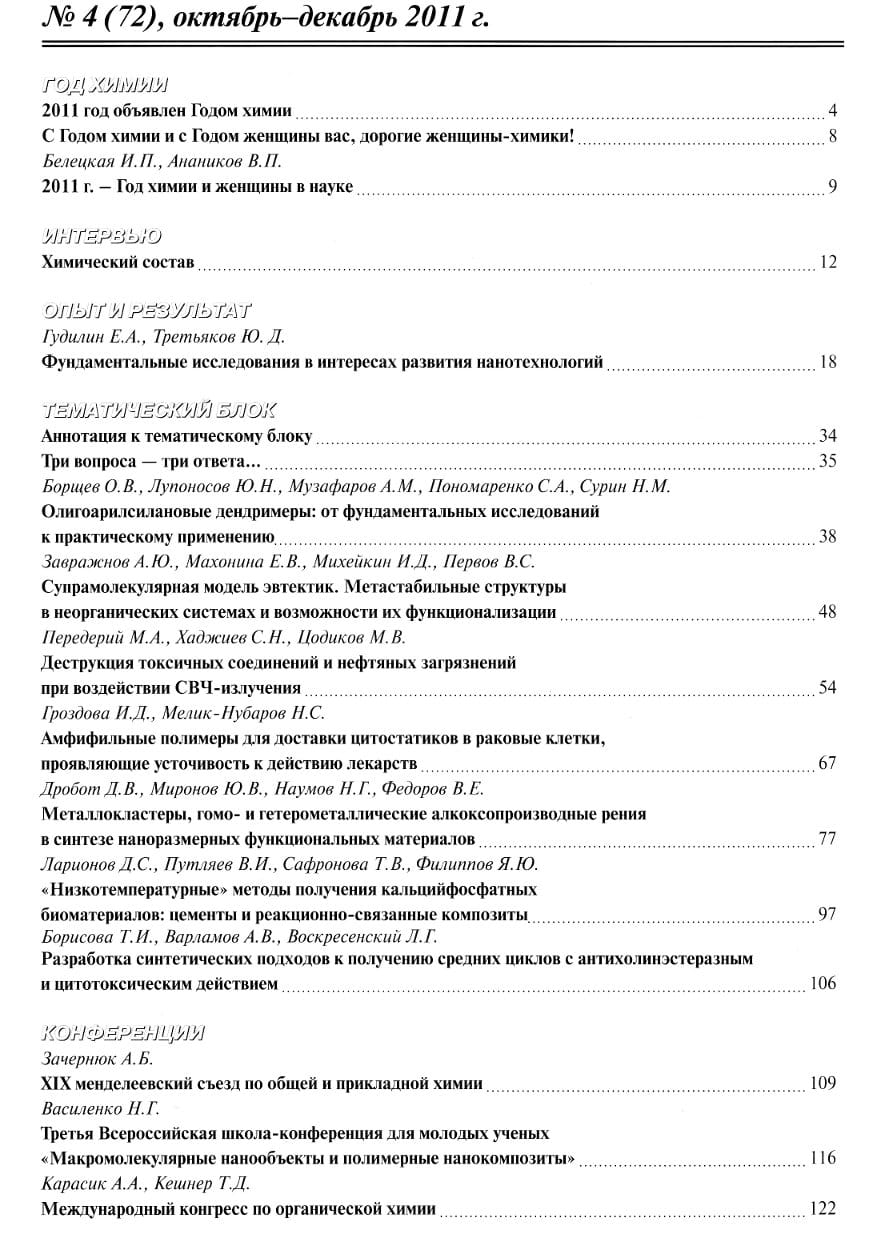 № 4 (72), октябрь–декабрь 2011 г.
ГОД ХИМИИ
2011 год объявлен Годом химии 4
С Годом химии и с Годом женщины вас, дорогие женщины-химики! 8
Белецкая И.П., Анаников В.П.
2011 г. – Год химии и женщины в науке 9
ИНТЕРВЬЮ
Химический состав 12
ОПЫТ И РЕЗУЛЬТАТ
Гудилин Е.А., Третьяков Ю.Д.
Фундаментальные исследования в интересах развития нанотехнологий 18
ТЕМАТИЧЕСКИЙ БЛОК
Аннотация к тематическому блоку 34
Три вопроса — три ответа... 35
Борщев О.В., Лупоносов Ю.Н., Музафаров А.М., Пономаренко С.А., Сурин Н.М.
Олигоарилсилановые дендримеры: от фундаментальных исследований
к практическому применению 38
Завражнов А.Ю., Махонина Е.В., Михейкин И.Д., Первов В.С.
Супрамолекулярная модель эвтектик. Метастабильные структуры
в неорганических системах и возможности их функционализации 48
Передерий М.А., Хаджиев С.Н., Цодиков М.В.
Деструкция токсичных соединений и нефтяных загрязнений
при воздействии СВЧ-излучения 54
Гроздова И.Д., Мелик-Нубаров Н.С.
Амфифильные полимеры для доставки цитостатиков в раковые клетки,
проявляющие усточивость к действию лекарств 67
Дробот Д.В., Миронов Ю.В., Наумов Н.Г., Федоров В.Е.
Металлокластеры, гомо- и гетерометаллические алкоксопроизводные рения
в синтезе наноразмерных функциональных материалов 77
Ларионов Д.С., Путляев В.И., Сафронова Т.В., Филиппов Я.Ю.
«Низкотемпературные» методы получения кальцийфосфатных
биоматериалов: цементы и реакционно-связанные композиты 97
Борисова Т.И., Варламов А.В., Воскресенский Л.Г.
Разработка синтетических подходов к получению средних циклов с антихолинэстеразным
и цитотоксическим действием 106
КОНФЕРЕНЦИИ
Зачернюк А.Б.
XIX менделеевский съезд по общей и прикладной химии 109
Василенко Н.Г.
Третья Всероссийская школа-конференция для молодых ученых
«Макромолекулярные нанообъекты и полимерные нанокомпозиты» 116
Карасик А.А., Кешнер Т.Д.
Международный конгресс по органической химии 122